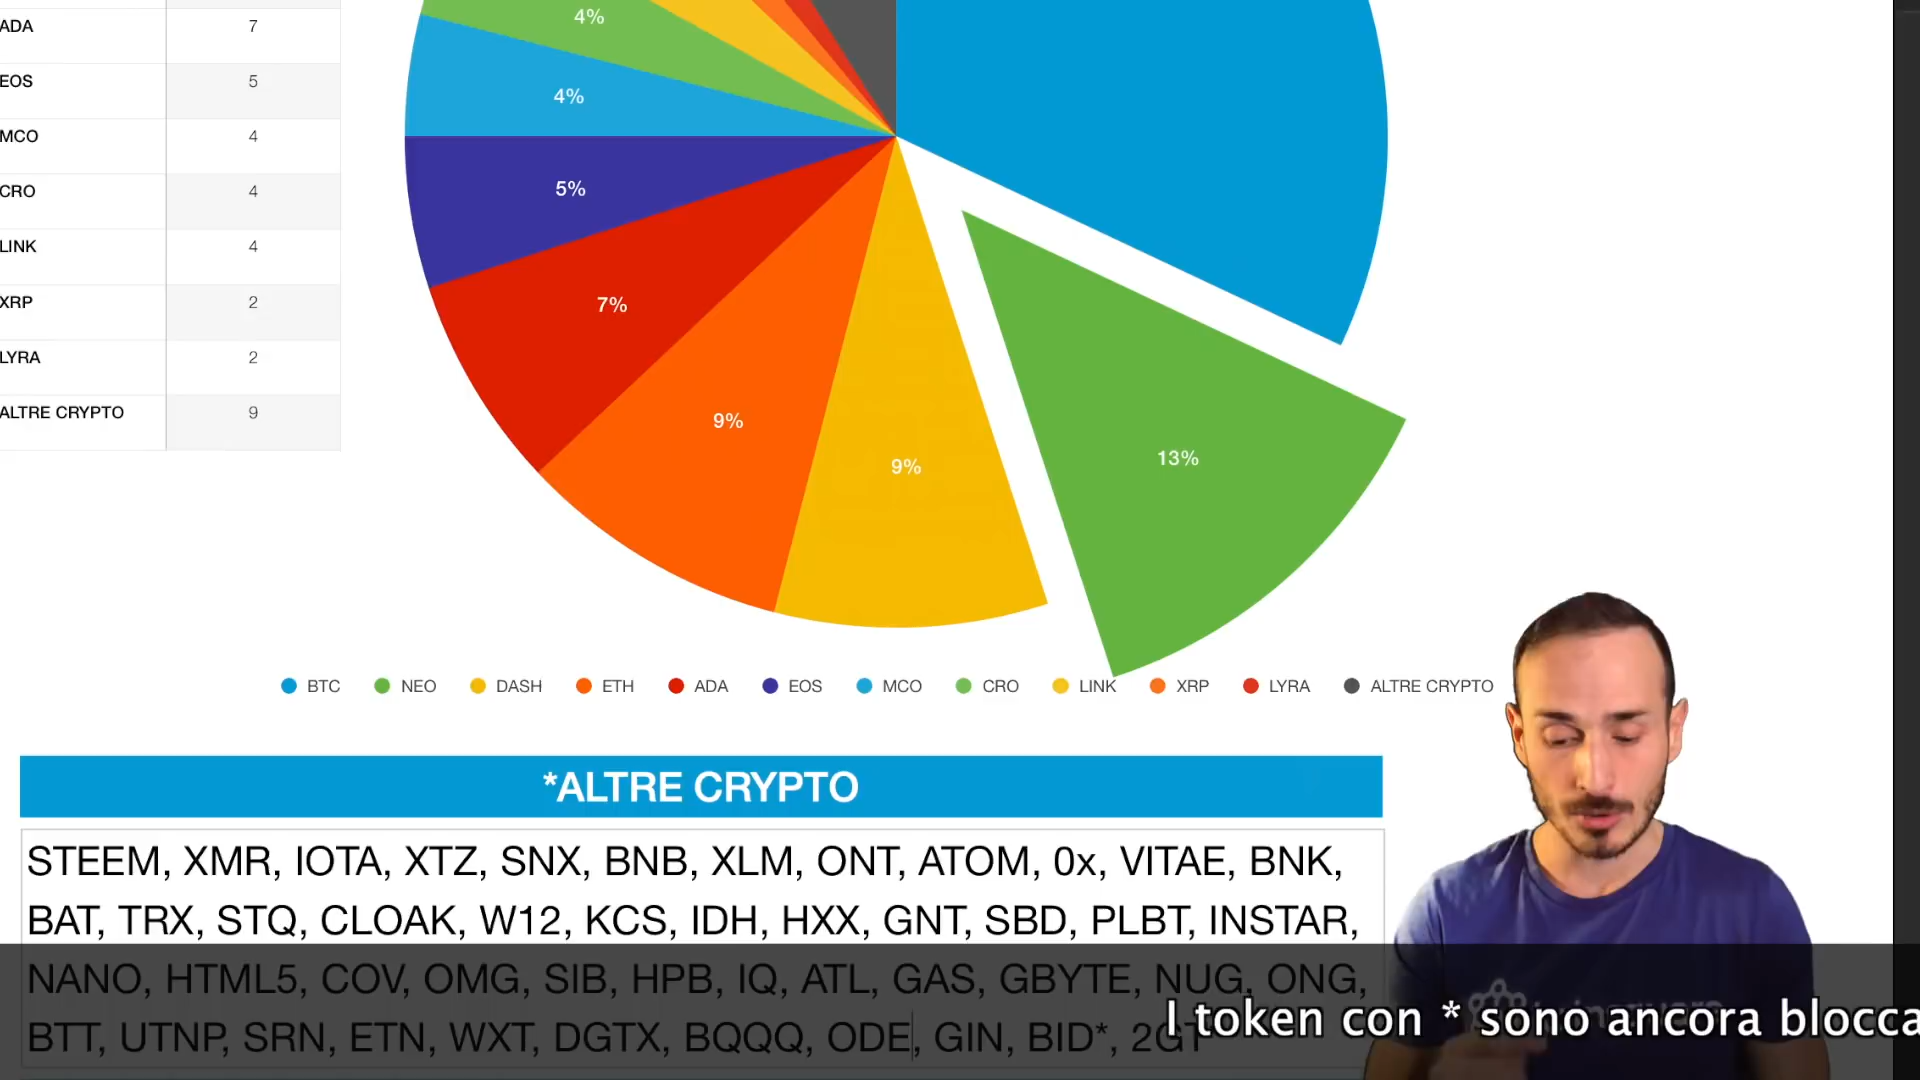 ADA 7
EOS 5
MCO 4
CRO 4
LINK 4
XRP 2
LYRA 2
ALTRE CRYPTO 9
4%
4%
5%
7%
9%
9%
13%
BTC NEO DASH ETH ADA EOS MCO CRO LINK XRP LYRA ALTRE CRYPTO
*ALTRE CRYPTO
STEEM, XMR, IOTA, XTZ, SNX, BNB, XLM, ONT, ATOM, 0x, VITAE, BNK,
BAT, TRX, STQ, CLOAK, W12, KCS, IDH, HXX, GNT, SBD, PLBT, INSTAR,
NANO, HTML5, COV, OMG, SIB, HPB, IQ, ATL, GAS, GBYTE, NUG, ONG,
BTT, UTNP, SRN, ETN, WXT, DGTX, BQQQ, ODE, GIN, BID*, 2GT
I token con * sono ancora blocca